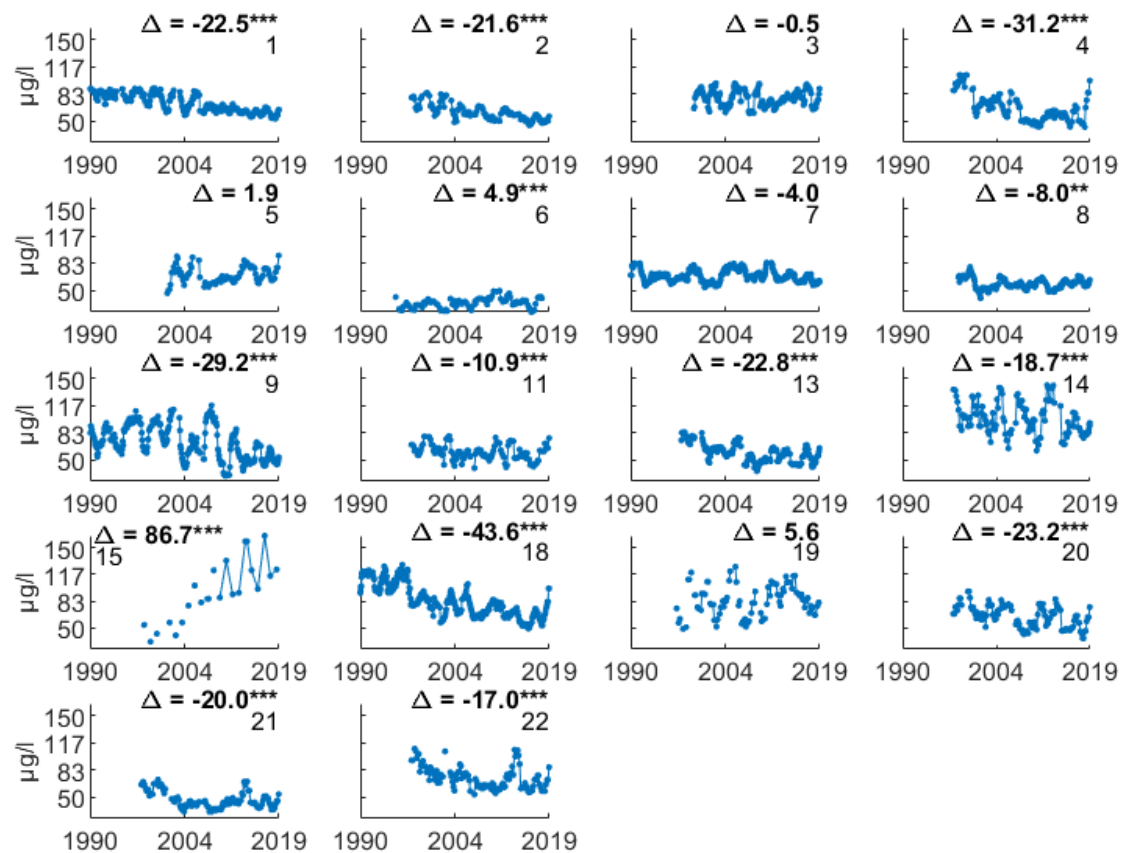 Δ = -22.5***
1
Δ = -21.6***
2
Δ = -0.5
3
Δ = -31.2***
4
µg/l
150
117
83
50
1990 2004 2019
1990 2004 2019
1990 2004 2019
1990 2004 2019
Δ = 1.9
5
Δ = 4.9***
6
Δ = -4.0
7
Δ = -8.0**
8
µg/l
150
117
83
50
1990 2004 2019
1990 2004 2019
1990 2004 2019
1990 2004 2019
Δ = -29.2***
9
Δ = -10.9***
11
Δ = -22.8***
13
Δ = -18.7***
14
µg/l
150
117
83
50
1990 2004 2019
1990 2004 2019
1990 2004 2019
1990 2004 2019
Δ = 86.7***
15
Δ = -43.6***
18
Δ = 5.6
19
Δ = -23.2***
20
µg/l
150
117
83
50
1990 2004 2019
1990 2004 2019
1990 2004 2019
1990 2004 2019
Δ = -20.0***
21
Δ = -17.0***
22
µg/l
150
117
83
50
1990 2004 2019
1990 2004 2019